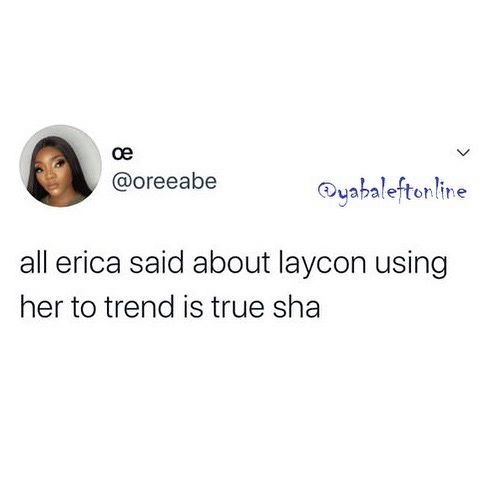 œ
@oreeabe
@yabaleftonline
all erica said about laycon using
her to trend is true sha